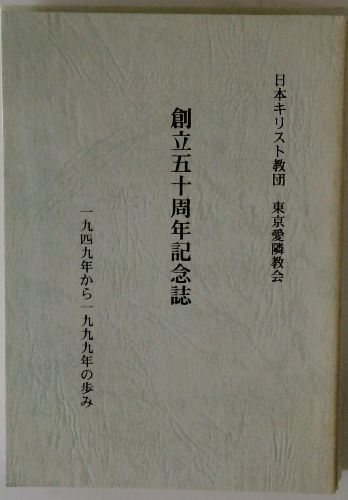 日本キリスト教団　東京愛隣教会
創立五十周年記念誌
一九四九年から一九九九年の歩み